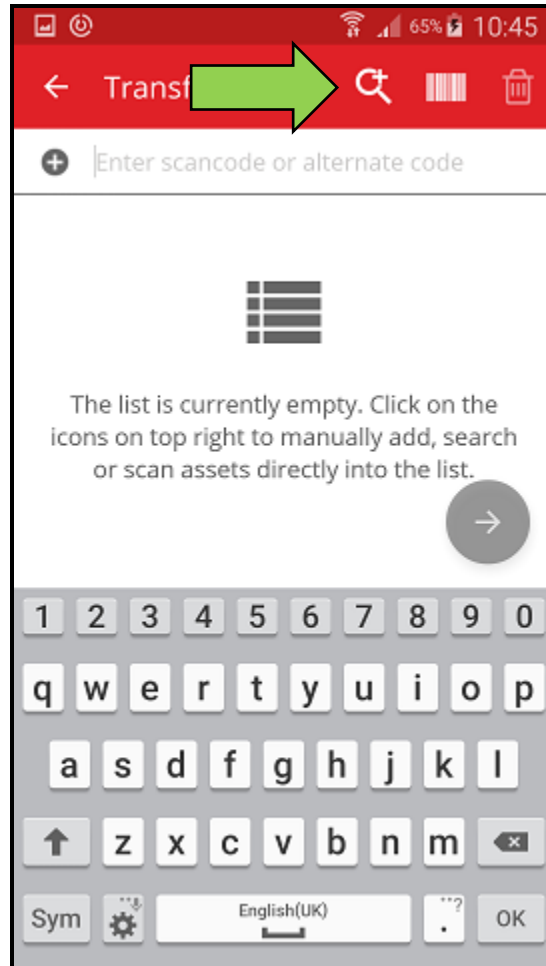 65% 10:45
Transf
Enter scancode or alternate code
The list is currently empty. Click on the
icons on top right to manually add, search
or scan assets directly into the list.
1 2 3 4 5 6 7 8 9 0
q w e r t y u i o p
a s d f g h j k l
z x c v b n m
Sym English(UK) . ...? OK